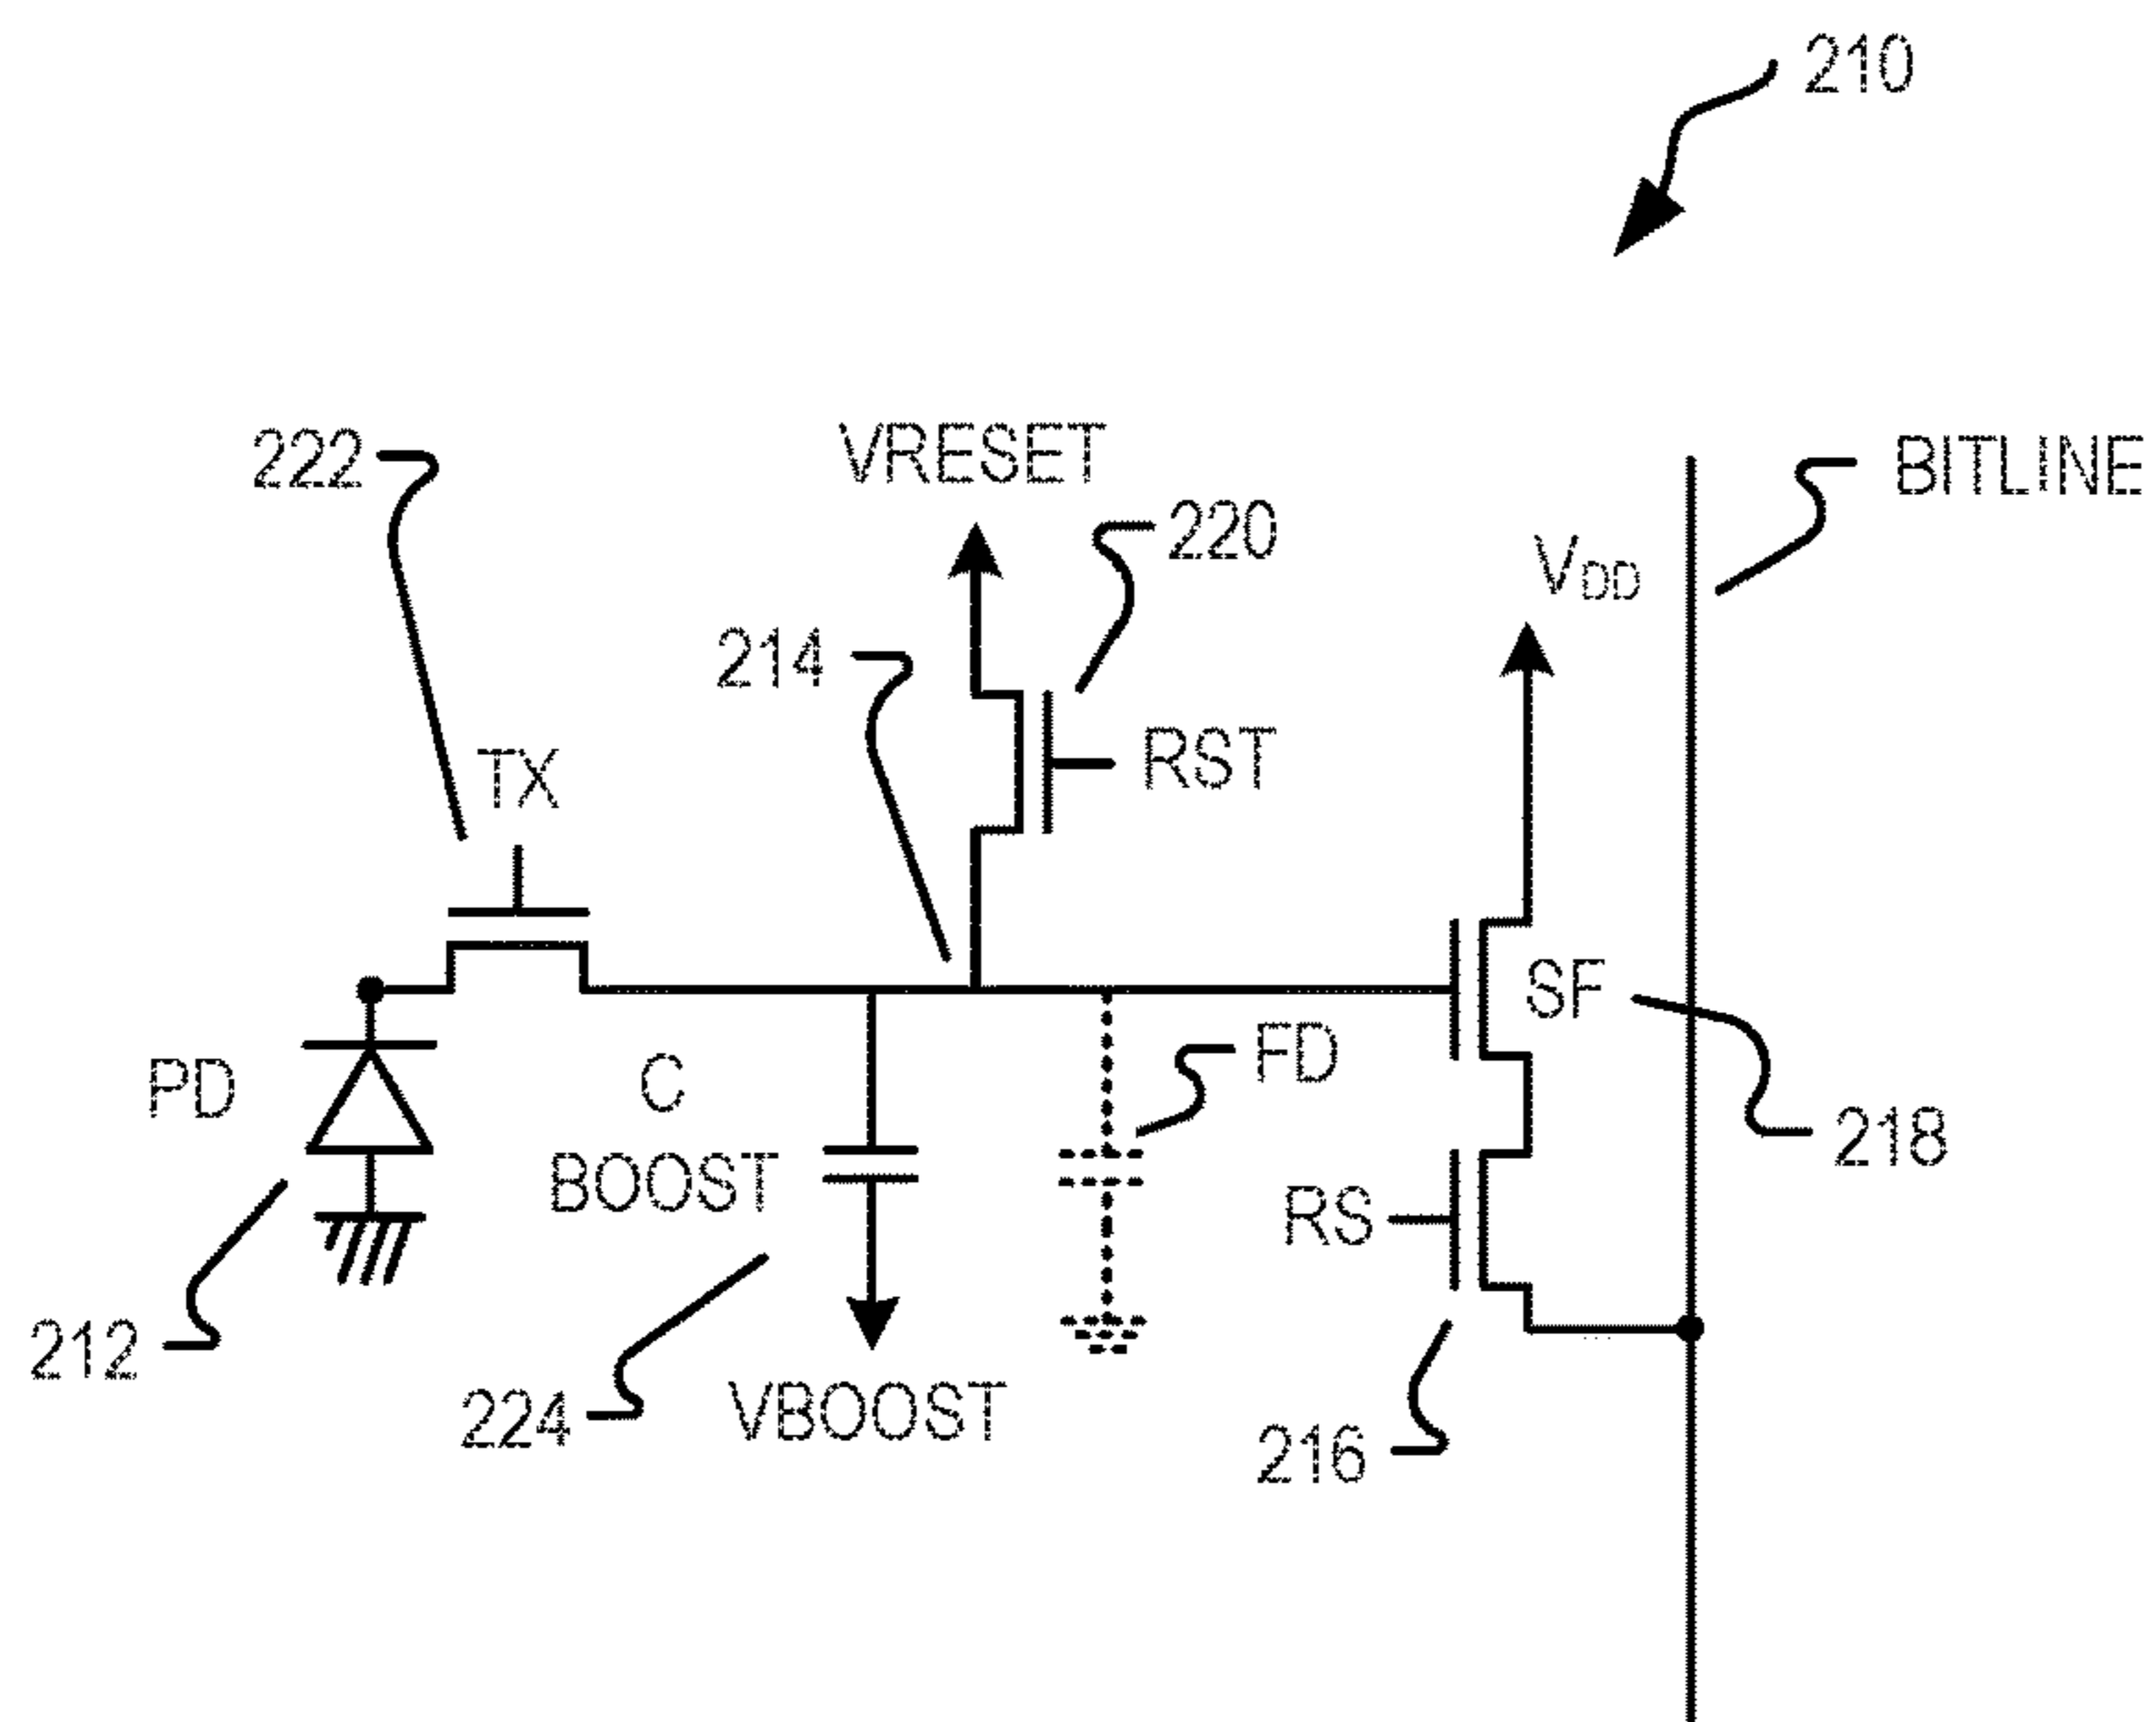 210
222
VRESET
BITLINE
220
VDD
214
TX
RST
SF
PD
C
BOOST
FD
218
RS
212
224
VBOOST
216